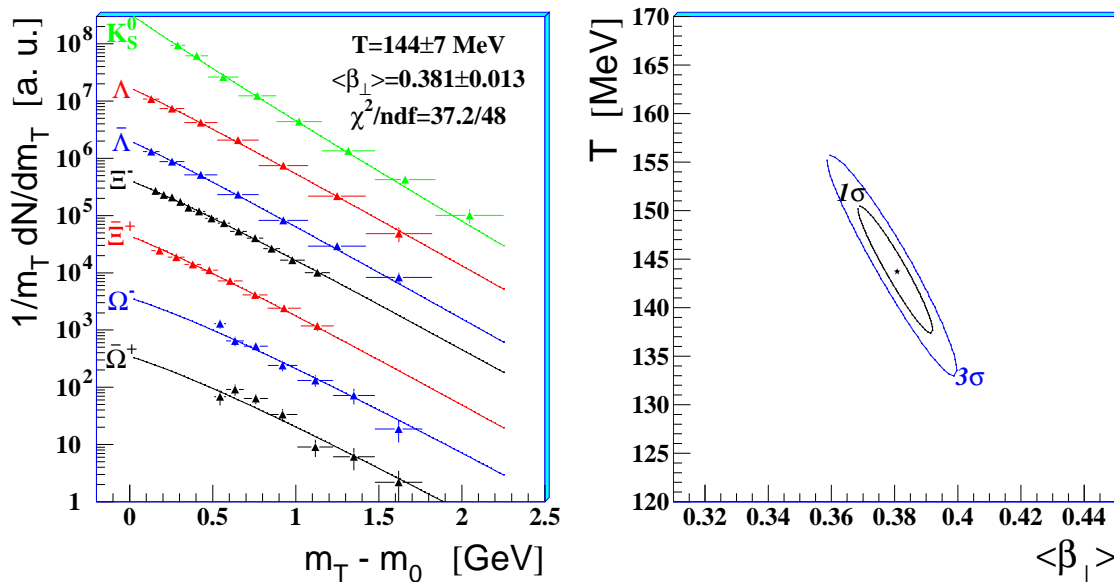 1/m_T dN/dm_T [a. u.]
10^8
10^7
10^6
10^5
10^4
10^3
10^2
10
1
K_S^0
Λ
Λ̄
Ξ^-
Ξ̄^+
Ω^-
Ω̄^+
T=144±7 MeV
<β_⊥>=0.381±0.013
χ^2/ndf=37.2/48
0 0.5 1 1.5 2 2.5
m_T - m_0 [GeV]
T [MeV]
170
165
160
155
150
145
140
135
130
125
120
1σ
3σ
0.32 0.34 0.36 0.38 0.4 0.42 0.44
<β_⊥>